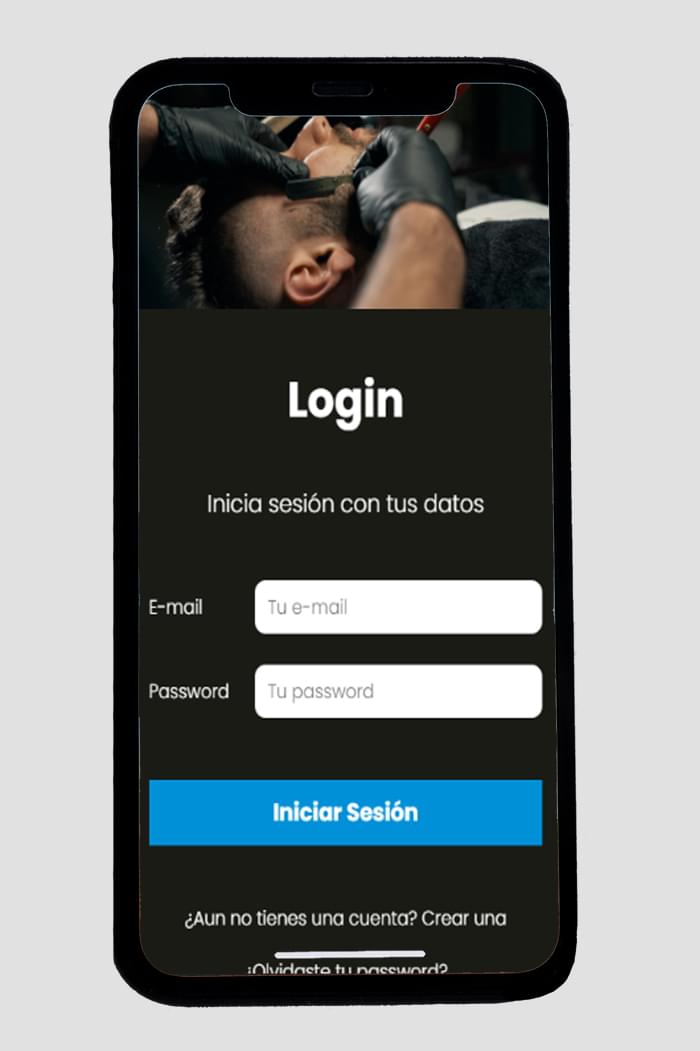 Login
Inicia sesión con tus datos
E-mail
Tu e-mail
Password
Tu password
Iniciar Sesión
¿Aun no tienes una cuenta? Crear una
¿Olvidaste tu password?